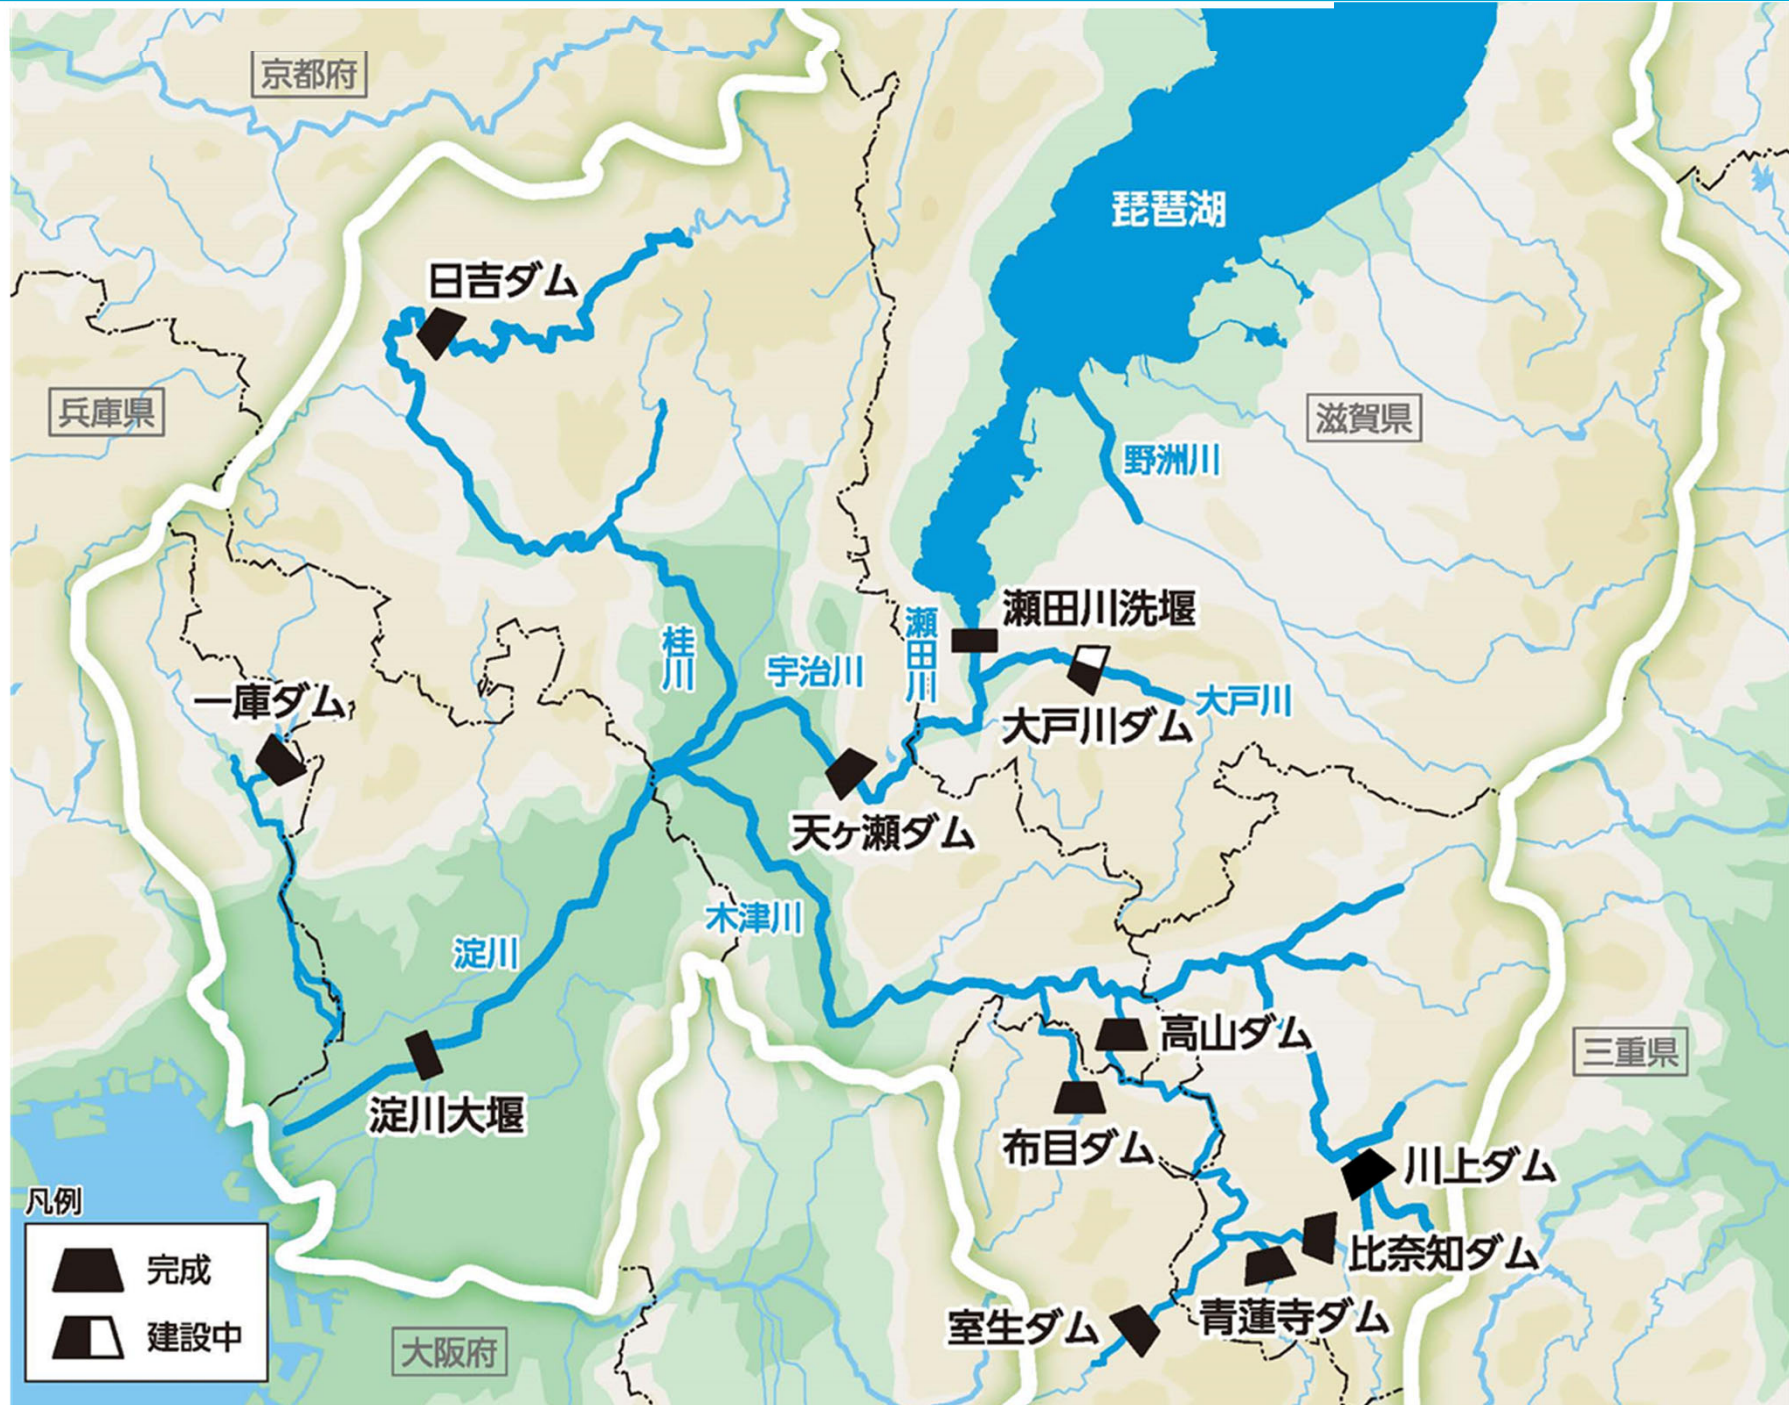 京都府
琵琶湖
日吉ダム
兵庫県
滋賀県
野洲川
瀬田川洗堰
瀬田川
桂川
宇治川
大戸川
一庫ダム
大戸川ダム
天ヶ瀬ダム
木津川
淀川
高山ダム
三重県
淀川大堰
布目ダム
川上ダム
凡例
完成
建設中
比奈知ダム
青蓮寺ダム
室生ダム
大阪府